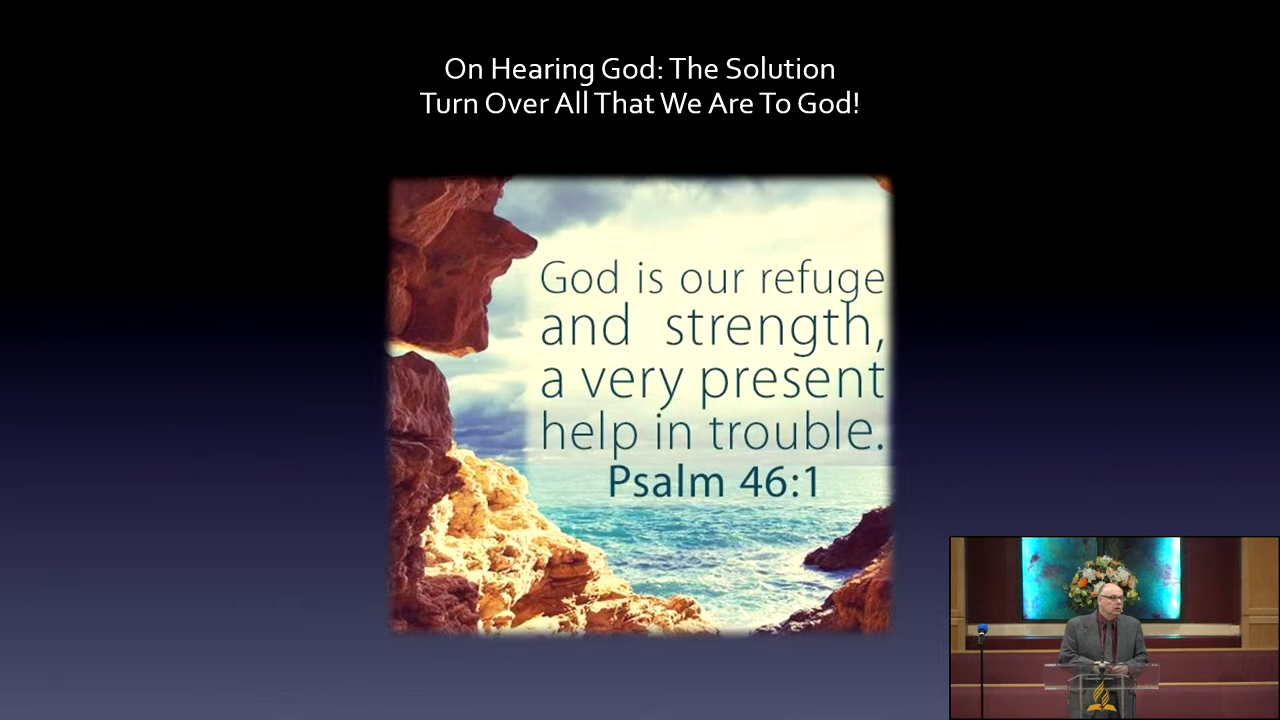 On Hearing God: The Solution
Turn Over All That We Are To God!
God is our refuge
and strength,
a very present
help in trouble.
Psalm 46:1